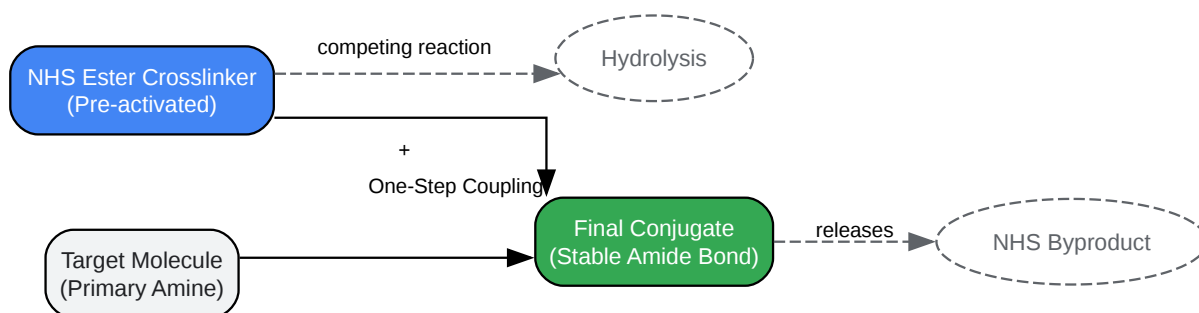 competing reaction
Hydrolysis
NHS Ester Crosslinker
(Pre-activated)
+
One-Step Coupling
Final Conjugate
(Stable Amide Bond)
releases
NHS Byproduct
Target Molecule
(Primary Amine)